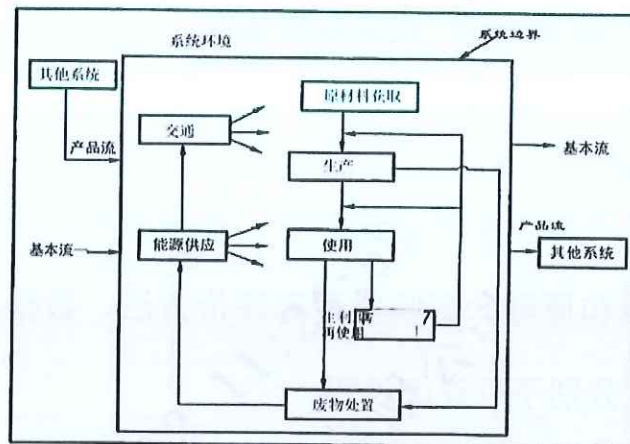 系统环境
系统边界
其他系统
原材料获取
交通
产品流
基本流
生产
产品流
基本流
能源供应
使用
其他系统
再使用
废物处置